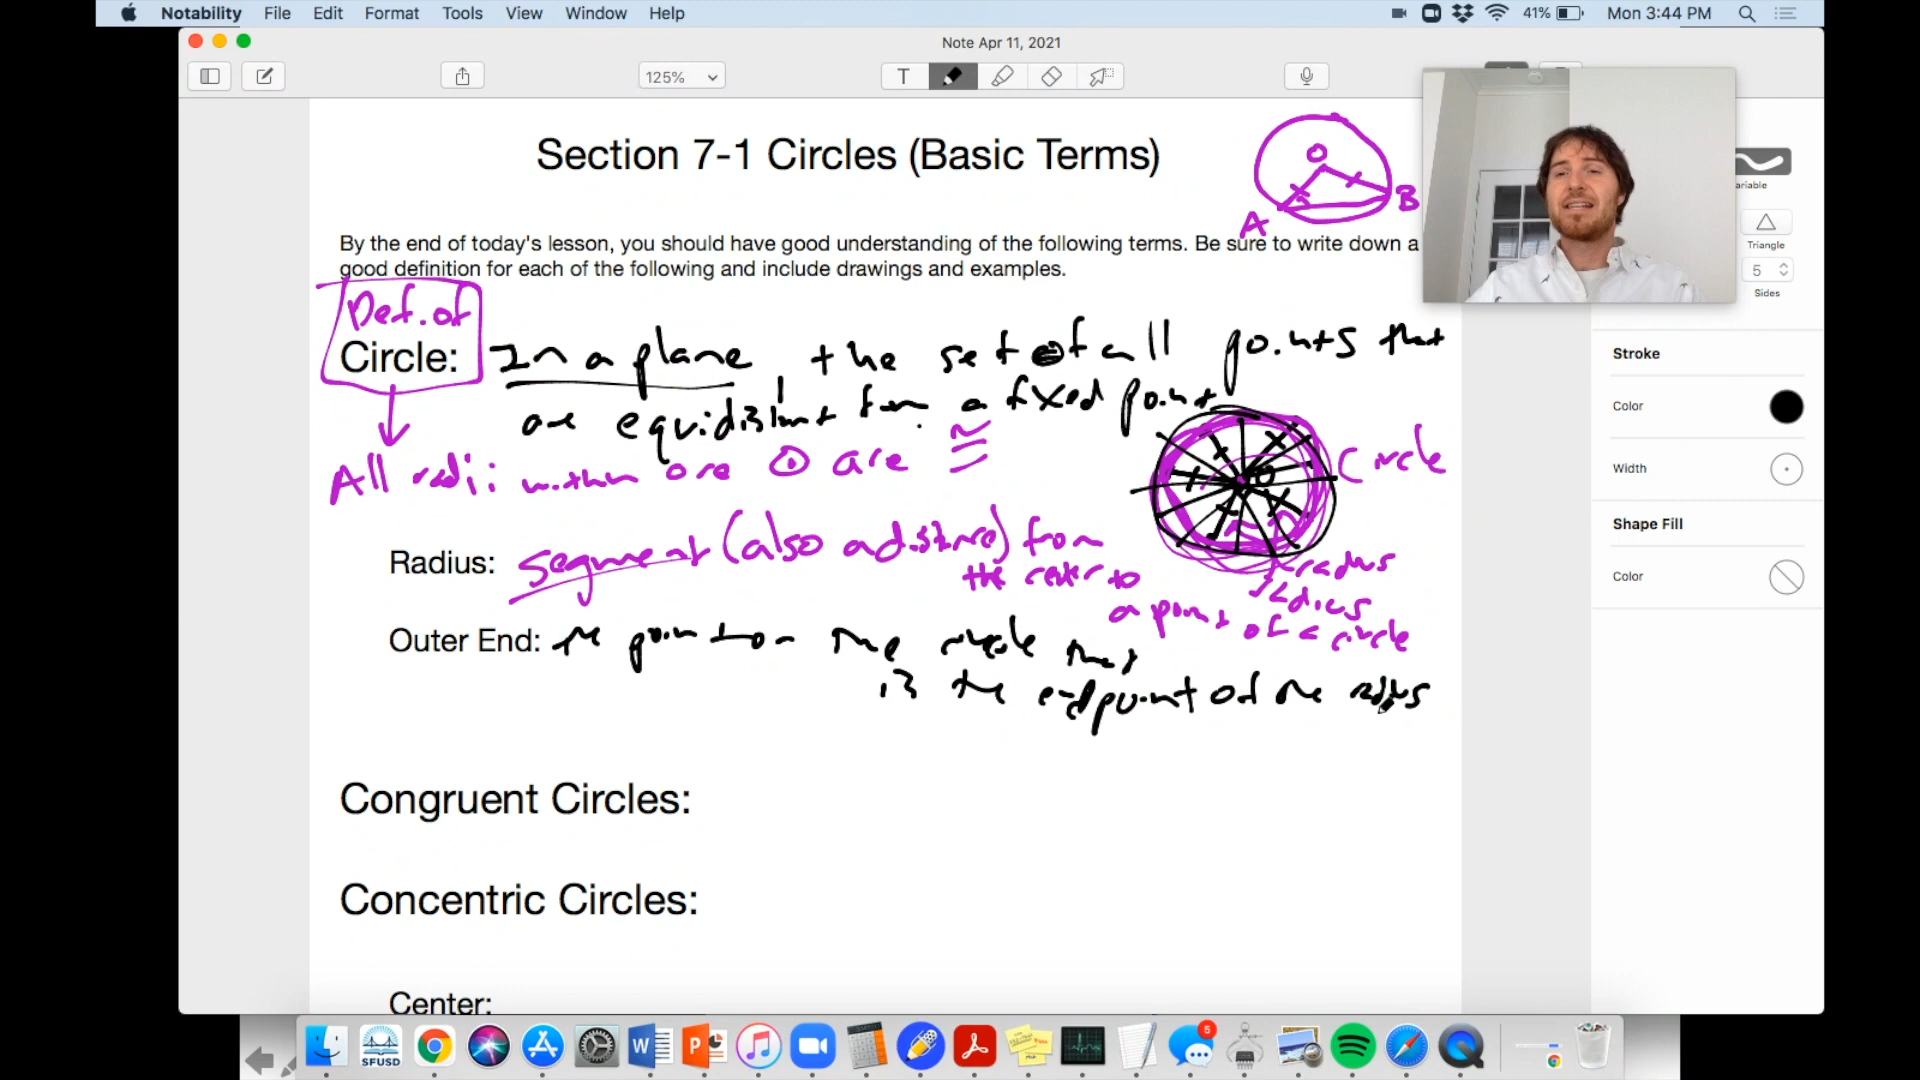 Notability File Edit Format Tools View Window Help 41% Mon 3:44 PM
Note Apr 11, 2021
125% T
Section 7-1 Circles (Basic Terms)
O
A B
ariable
Triangle
5
Sides
By the end of today's lesson, you should have good understanding of the following terms. Be sure to write down a
good definition for each of the following and include drawings and examples.
Def. of
Circle: In a plane, the set of all points that
are equidistant from a fixed point.
All radii within one ⊙ are ≅
Circle
Radius: segment (also a distance) from
the center to
a point of a circle
radius
radius
Outer End: the point on the circle that
is the endpoint of the radius
Congruent Circles:
Concentric Circles:
Center:
Stroke
Color
Width
Shape Fill
Color
SFUSD
W
P
5